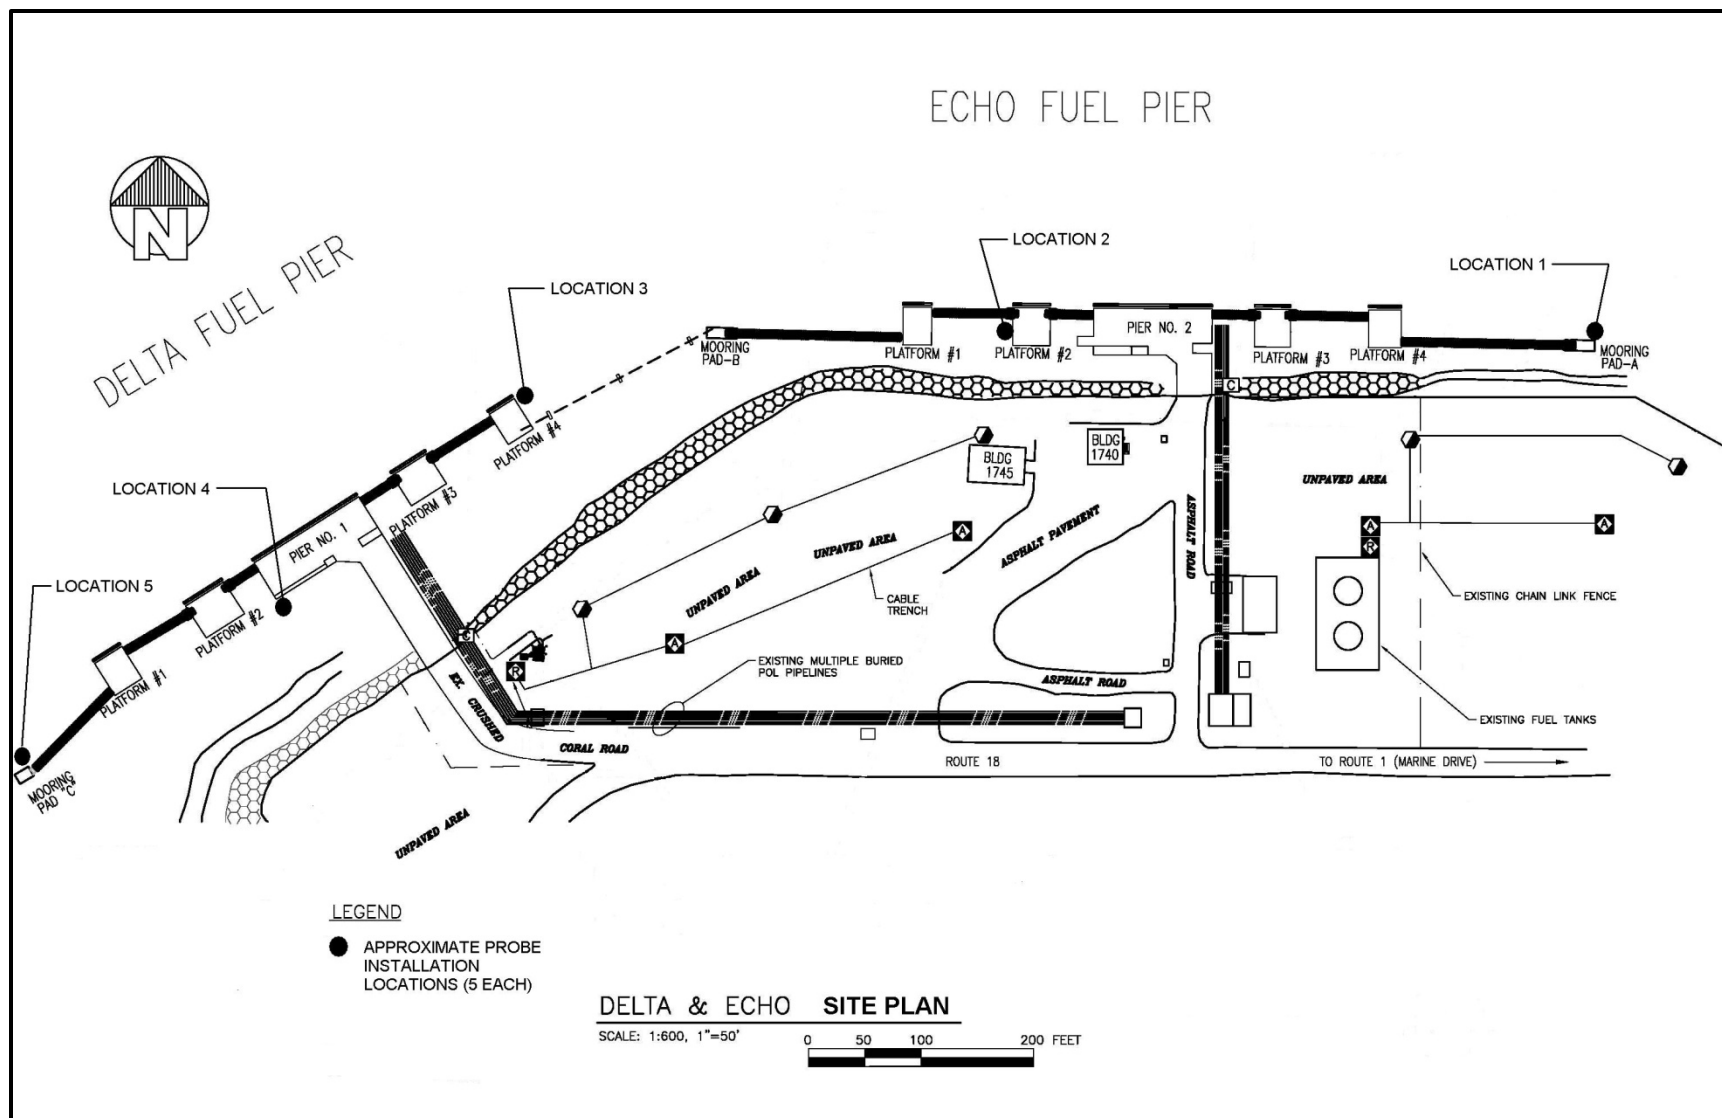 ECHO FUEL PIER
N
DELTA FUEL PIER
LOCATION 2
LOCATION 1
LOCATION 3
PIER NO. 2
MOORING
PAD-B
PLATFORM #1
PLATFORM #2
PLATFORM #3
PLATFORM #4
MOORING
PAD-A
C
PLATFORM #4
PLATFORM #3
LOCATION 4
PIER NO. 1
LOCATION 5
PLATFORM #2
PLATFORM #1
MOORING
PAD "C"
BLDG
1745
BLDG
1740
UNPAVED AREA
ASPHALT PAVEMENT
ASPHALT ROAD
A
A
A
R
UNPAVED AREA
UNPAVED AREA
CABLE
TRENCH
EXISTING CHAIN LINK FENCE
C
A
R
EXISTING MULTIPLE BURIED
POL PIPELINES
ASPHALT ROAD
EX. CRUSHED
CORAL ROAD
EXISTING FUEL TANKS
ROUTE 18
TO ROUTE 1 (MARINE DRIVE)
UNPAVED AREA
LEGEND
APPROXIMATE PROBE
INSTALLATION
LOCATIONS (5 EACH)
DELTA & ECHO SITE PLAN
SCALE: 1:600, 1"=50'
0 50 100 200 FEET